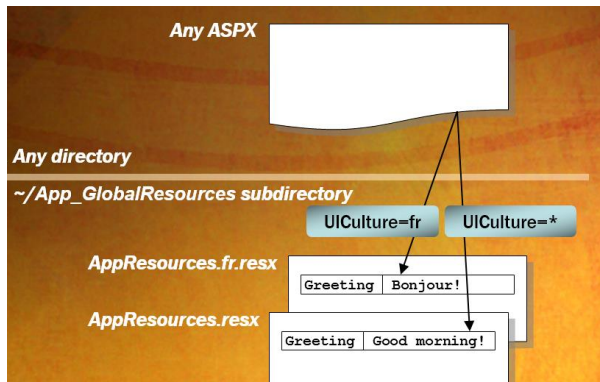 Any ASPX
Any directory
~/App_GlobalResources subdirectory
UICulture=fr UICulture=*
AppResources.fr.resx
Greeting Bonjour!
AppResources.resx
Greeting Good morning!